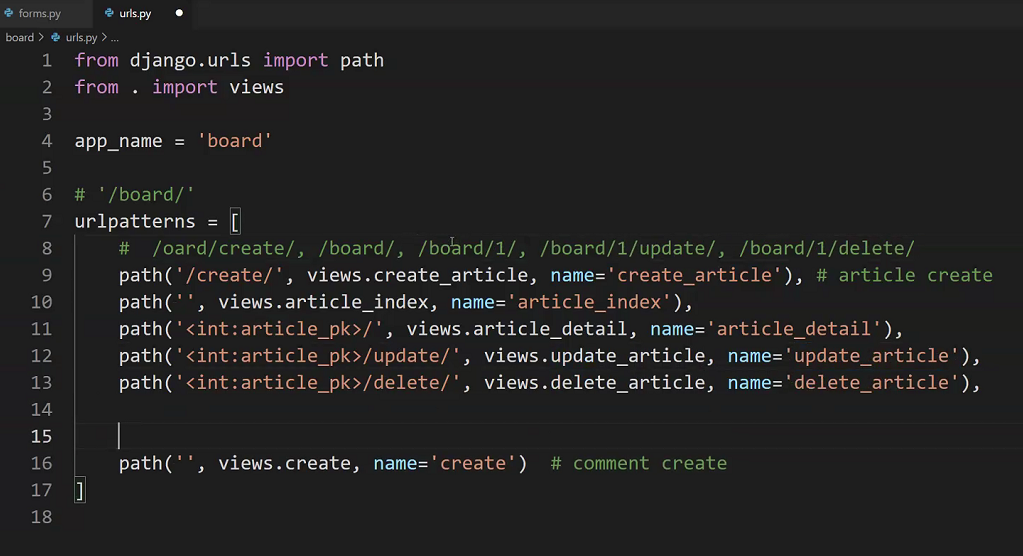 forms.py urls.py
board > urls.py > ...
1 from django.urls import path
2 from . import views
3
4 app_name = 'board'
5
6 # '/board/'
7 urlpatterns = [
8 # /oard/create/, /board/, /board/1/, /board/1/update/, /board/1/delete/
9 path('/create/', views.create_article, name='create_article'), # article create
10 path('', views.article_index, name='article_index'),
11 path('<int:article_pk>/', views.article_detail, name='article_detail'),
12 path('<int:article_pk>/update/', views.update_article, name='update_article'),
13 path('<int:article_pk>/delete/', views.delete_article, name='delete_article'),
14
15
16 path('', views.create, name='create') # comment create
17 ]
18